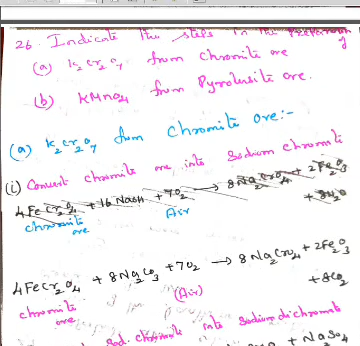 26. Indicate the steps in the preparation of
(a) K2Cr2O7 from chromite ore
(b) KMnO4 from Pyrolusite ore.
(a) K2Cr2O7 from Chromite ore:-
(i) Convert chromite ore into Sodium chromate
4FeCr2O4 + 16NaOH + 7O2 → 8Na2CrO4 + 2Fe2O3 + 8H2O
chromite ore
Air
4FeCr2O4 + 8Na2CO3 + 7O2 → 8Na2CrO4 + 2Fe2O3 + 8CO2
chromite ore
(Air)
Sod. chromate into Sodium dichromate
+ Na2SO4